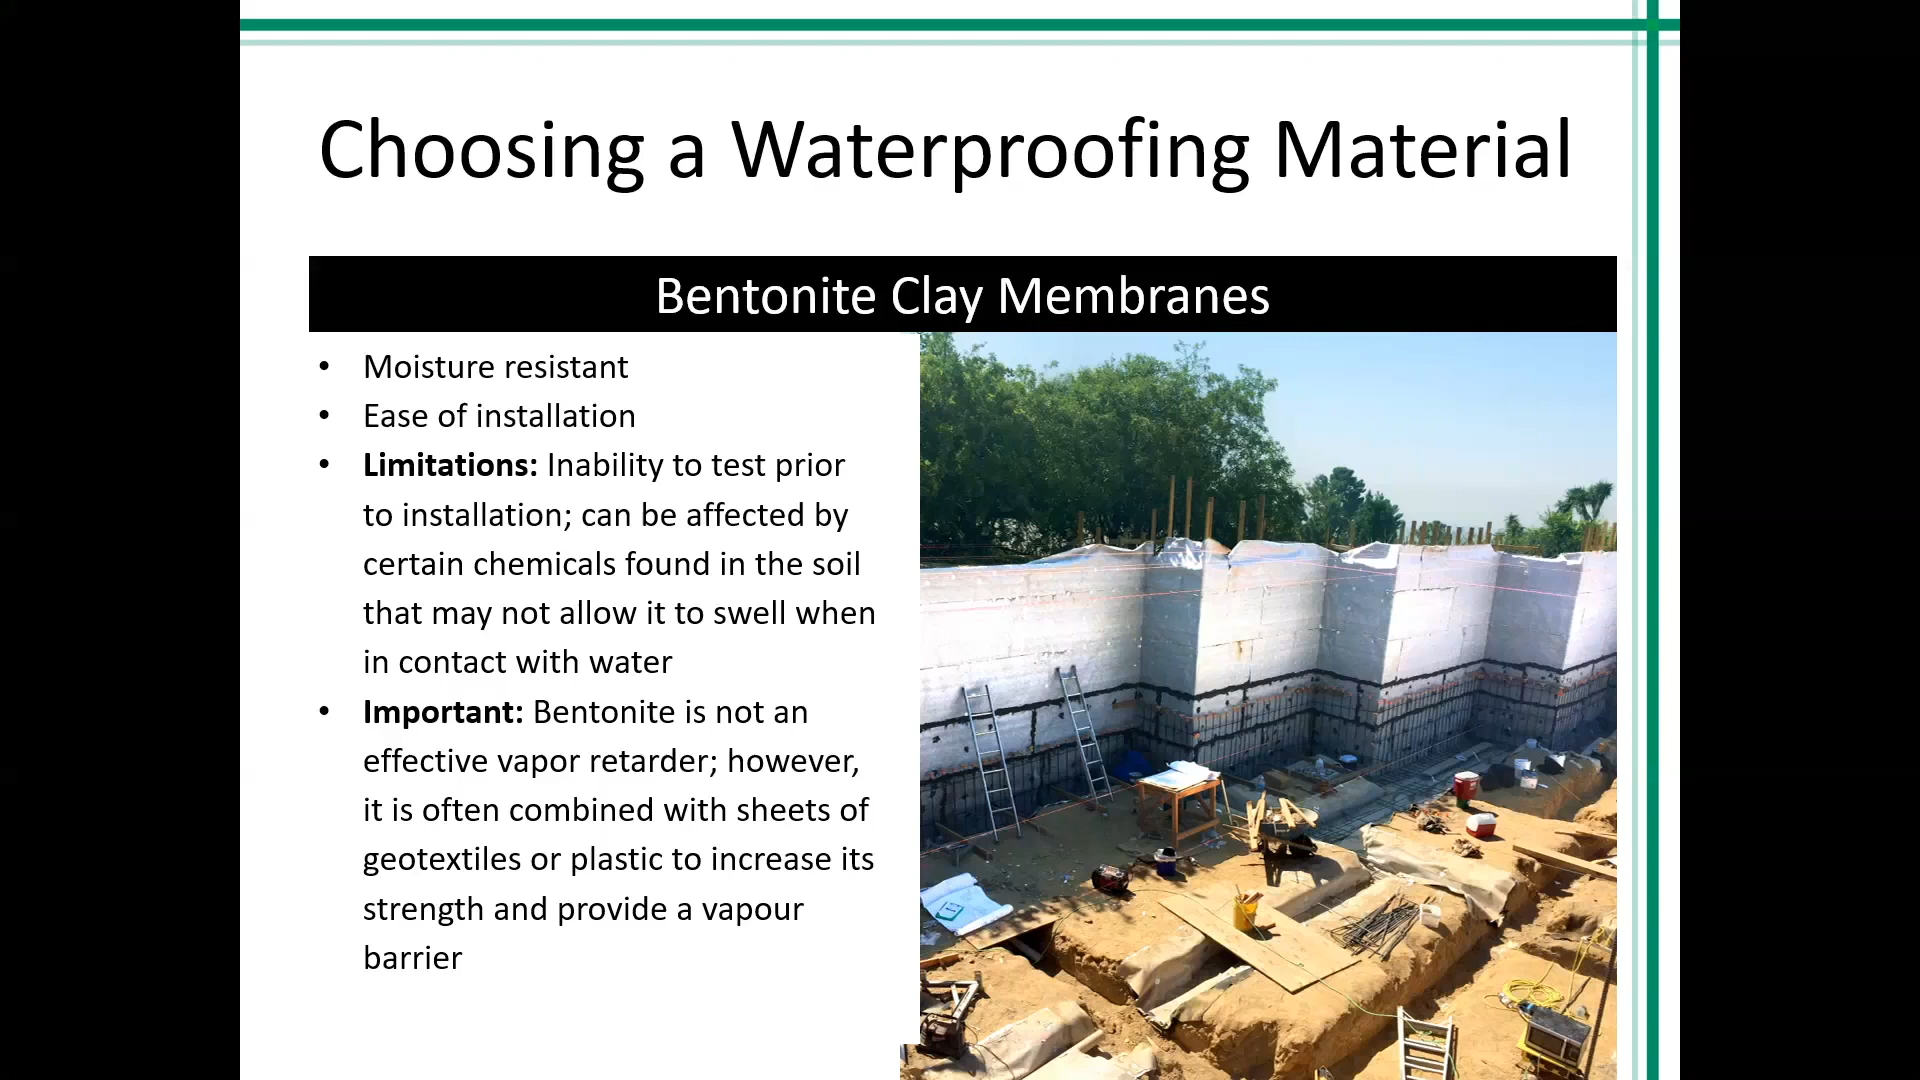 Choosing a Waterproofing Material
Bentonite Clay Membranes
• Moisture resistant
• Ease of installation
• Limitations: Inability to test prior
to installation; can be affected by
certain chemicals found in the soil
that may not allow it to swell when
in contact with water
• Important: Bentonite is not an
effective vapor retarder; however,
it is often combined with sheets of
geotextiles or plastic to increase its
strength and provide a vapour
barrier